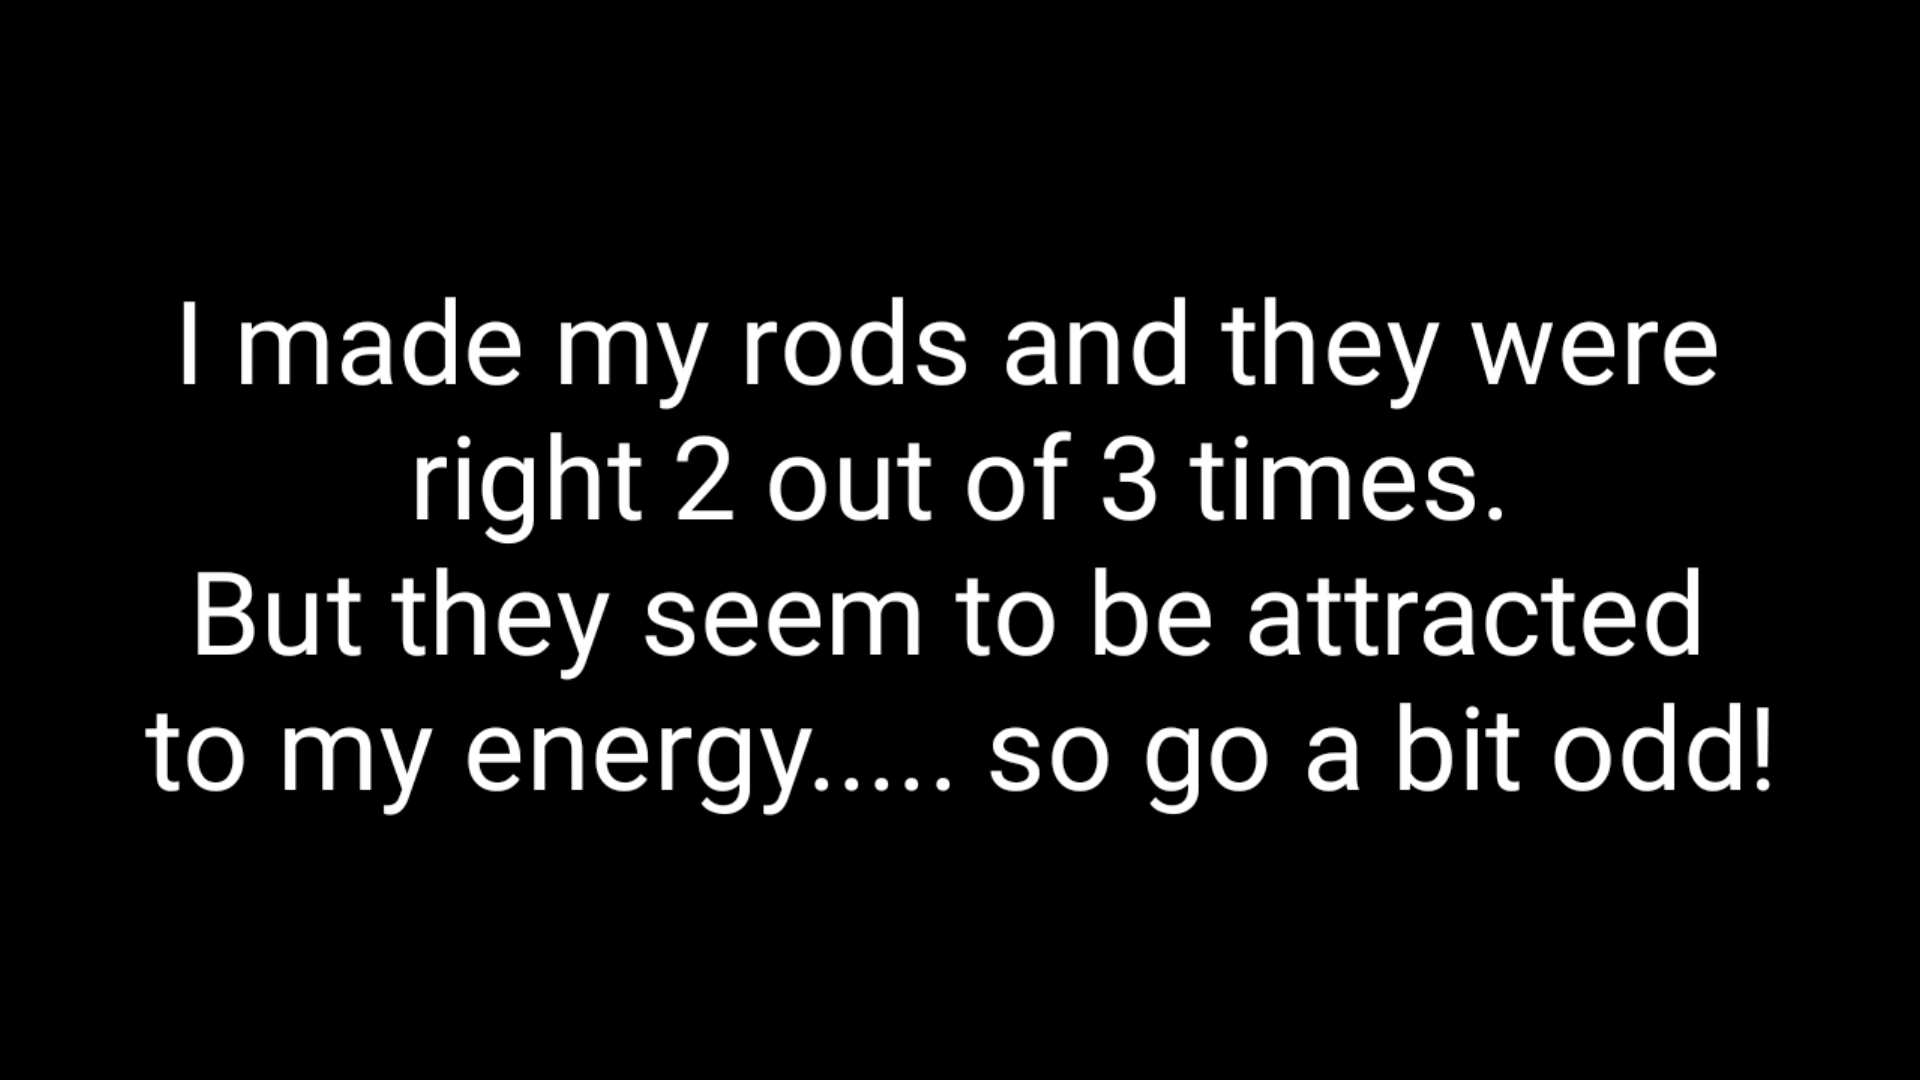 I made my rods and they were
right 2 out of 3 times.
But they seem to be attracted
to my energy..... so go a bit odd!